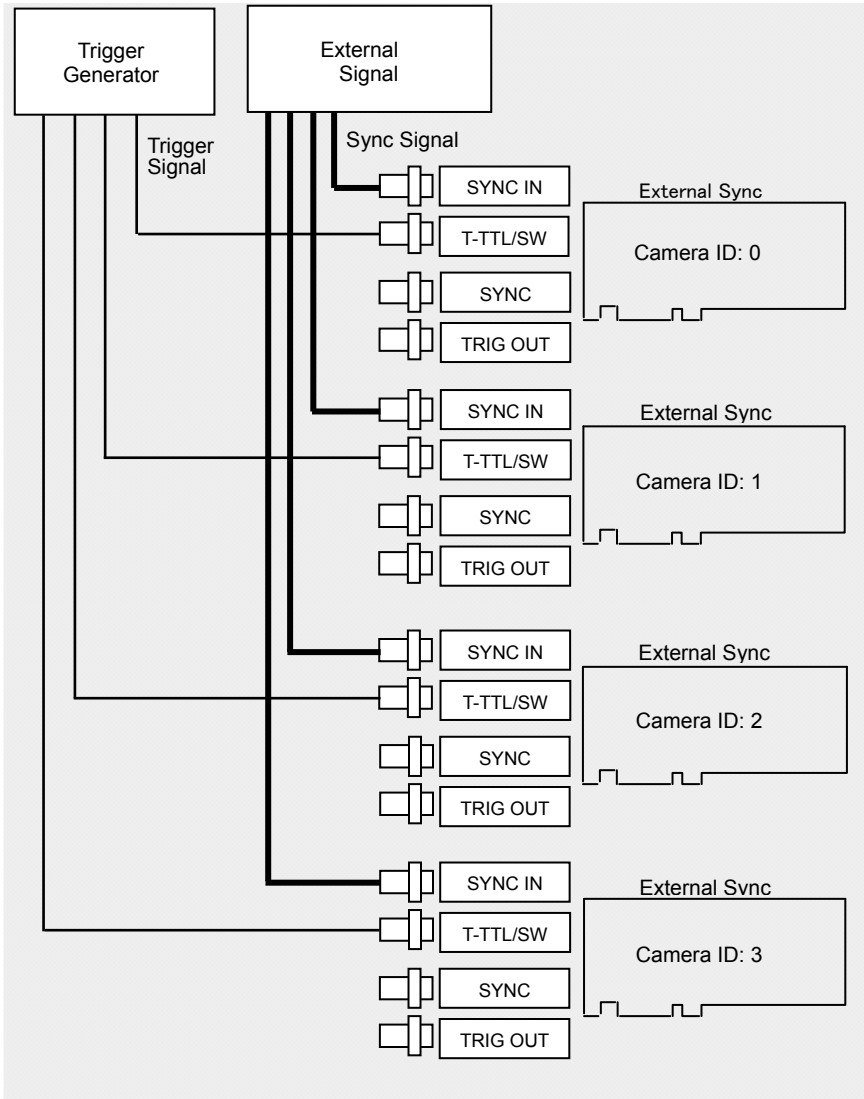 Trigger
Generator
External
Signal
Trigger
Signal
Sync Signal
SYNC IN
T-TTL/SW
SYNC
TRIG OUT
External Sync
Camera ID: 0
SYNC IN
T-TTL/SW
SYNC
TRIG OUT
External Sync
Camera ID: 1
SYNC IN
T-TTL/SW
SYNC
TRIG OUT
External Sync
Camera ID: 2
SYNC IN
T-TTL/SW
SYNC
TRIG OUT
External Sync
Camera ID: 3